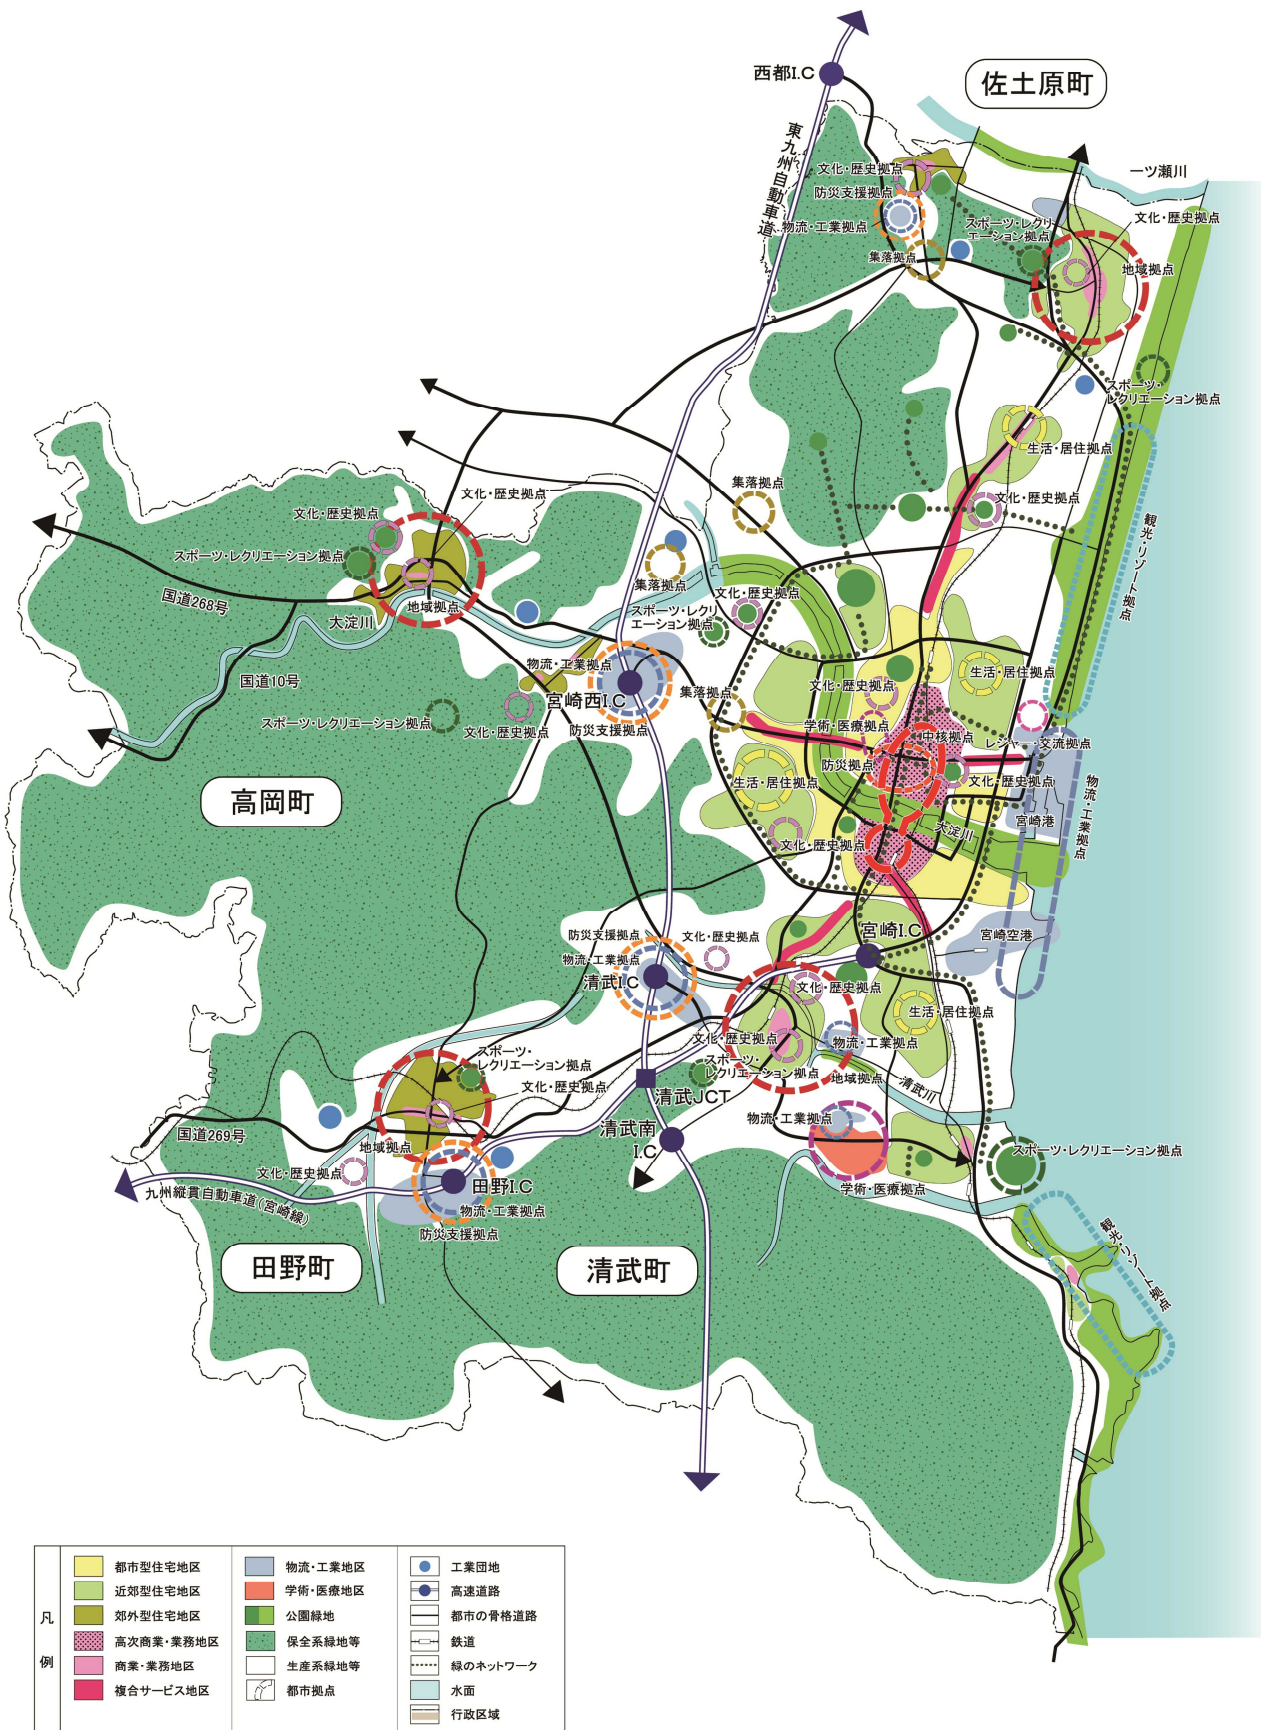 西都I.C
佐土原町
東九州自動車道
一ツ瀬川
文化・歴史拠点
防災支援拠点
物流・工業拠点
集落拠点
スポーツ・レクリ
エーション拠点
文化・歴史拠点
地域拠点
スポーツ・
レクリエーション拠点
生活・居住拠点
文化・歴史拠点
観光・リゾート拠点
集落拠点
文化・歴史拠点
文化・歴史拠点
スポーツ・レクリエーション拠点
国道268号
大淀川
地域拠点
国道10号
集落拠点
文化・歴史拠点
スポーツ・レクリ
エーション拠点
物流・工業拠点
宮崎西I.C
防災支援拠点
スポーツ・レクリエーション拠点
文化・歴史拠点
集落拠点
文化・歴史拠点
生活・居住拠点
学術・医療拠点
中核拠点
レジャー・交流拠点
防災拠点
生活・居住拠点
文化・歴史拠点
物流・工業拠点
高岡町
宮崎港
大淀川
文化・歴史拠点
防災支援拠点
文化・歴史拠点
宮崎I.C
宮崎空港
物流・工業拠点
清武I.C
文化・歴史拠点
生活・居住拠点
文化・歴史拠点
物流・工業拠点
スポーツ・
レクリエーション拠点
地域拠点
清武川
清武JCT
スポーツ・
レクリエーション拠点
文化・歴史拠点
物流・工業拠点
清武南
I.C
国道269号
地域拠点
文化・歴史拠点
スポーツ・レクリエーション拠点
学術・医療拠点
田野I.C
九州縦貫自動車道(宮崎線)
物流・工業拠点
防災支援拠点
観光・リゾート拠点
田野町
清武町
凡例
都市型住宅地区
近郊型住宅地区
郊外型住宅地区
高次商業・業務地区
商業・業務地区
複合サービス地区
物流・工業地区
学術・医療地区
公園緑地
保全系緑地等
生産系緑地等
都市拠点
工業団地
高速道路
都市の骨格道路
鉄道
緑のネットワーク
水面
行政区域